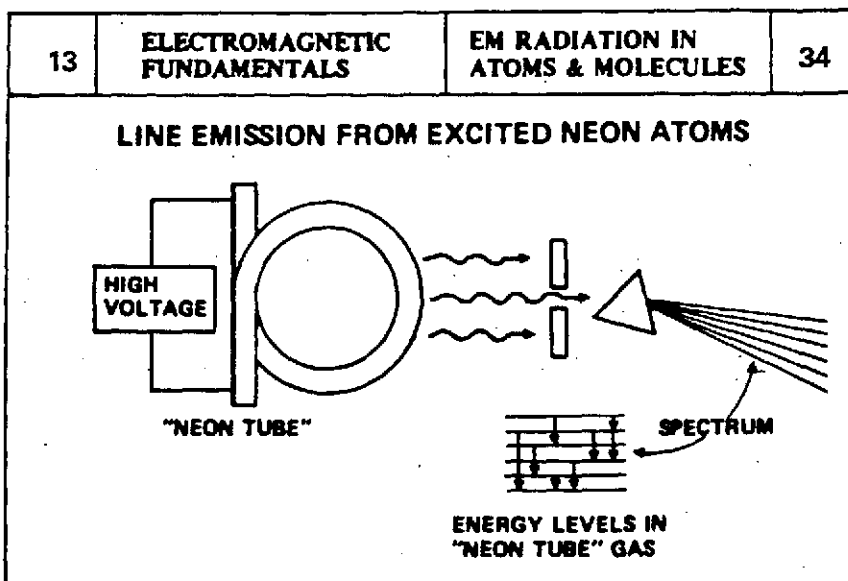 13
ELECTROMAGNETIC
FUNDAMENTALS
EM RADIATION IN
ATOMS & MOLECULES
34
LINE EMISSION FROM EXCITED NEON ATOMS
HIGH
VOLTAGE
"NEON TUBE"
SPECTRUM
ENERGY LEVELS IN
"NEON TUBE" GAS